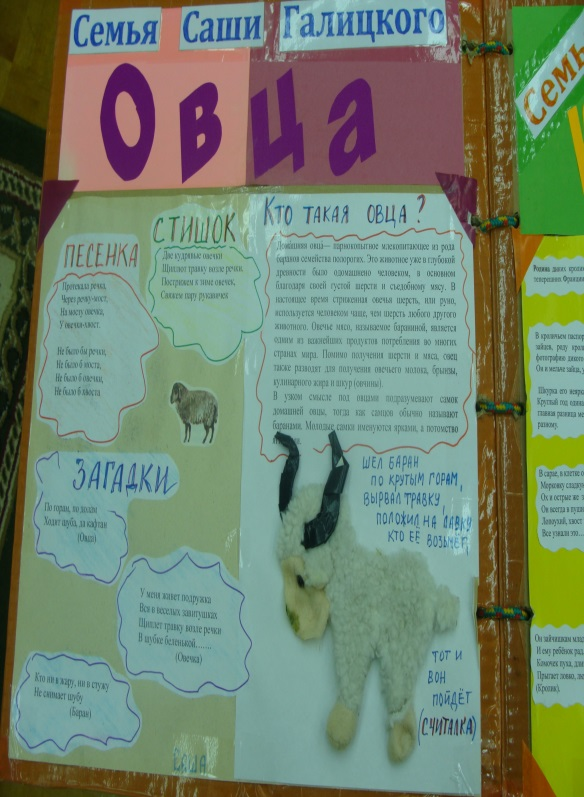 Семья Саши Галицкого
Овца
ПЕСЕНКА
Протекала речка,
Через речку-мост,
На мосту овечка,
У овечки-хвост.
Не было бы речки,
Не было б моста,
Не было б овечки,
Не было б хвоста
СТИШОК
Две кудрявые овечки
Щиплют травку возле речки.
Пострижем к зиме овечек,
Свяжем пару рукавичек
ЗАГАДКИ
По горам, по долам
Ходит шуба, да кафтан
(Овца)
У меня живет подружка
Вся в веселых завитушках
Щиплет травку возле речки
В шубке беленькой.......
(Овечка)
Кто ни в жару, ни в стужу
Не снимает шубу
(Баран)
Саша
КТО ТАКАЯ ОВЦА?
Домашняя овца— парнокопытное млекопитающее из рода
баранов семейства полорогих. Это животное уже в глубокой
древности было одомашнено человеком, в основном
благодаря своей густой шерсти и съедобному мясу. В
настоящее время стриженная овечья шерсть, или руно,
используется человеком чаще, чем шерсть любого другого
животного. Овечье мясо, называемое бараниной, является
одним из важнейших продуктов потребления во многих
странах мира. Помимо получения шерсти и мяса, овец
также разводят для получения овечьего молока, брынзы,
кулинарного жира и шкур (овчины).
В узком смысле под овцами подразумевают самок
домашней овцы, тогда как самцов обычно называют
баранами. Молодые самки именуются ярками, а потомство
ШЕЛ БАРАН
ПО КРУТЫМ ГОРАМ,
ВЫРВАЛ ТРАВКУ,
ПОЛОЖИЛ НА ЛАВКУ
КТО ЕЁ ВОЗЬМЕТ
ТОТ И
ВОН
ПОЙДЁТ
(СЧИТАЛКА)
Семь